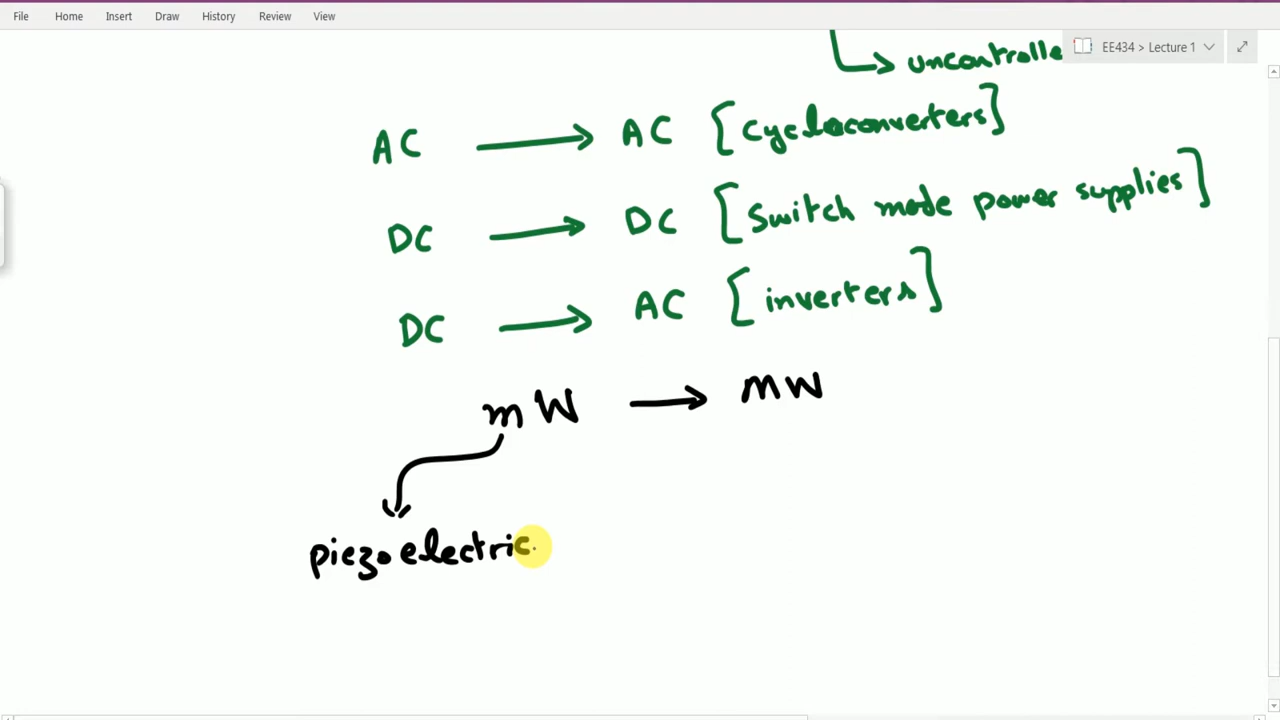 File Home Insert Draw History Review View
EE434 > Lecture 1
uncontrolle
AC → AC [Cycloconverters]
DC → DC [Switch mode power supplies]
DC → AC [inverters]
mW → MW
piezoelectric